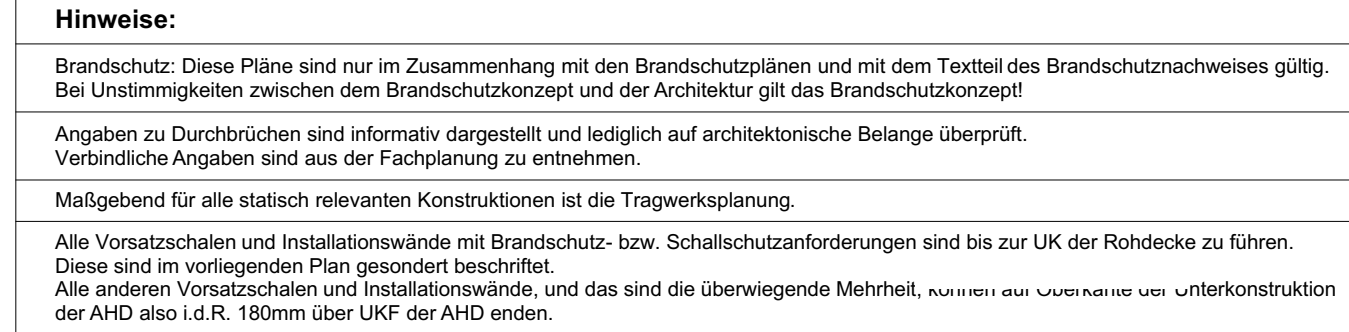 Hinweise:
Brandschutz: Diese Pläne sind nur im Zusammenhang mit den Brandschutzplänen und mit dem Textteil des Brandschutznachweises gültig.
Bei Unstimmigkeiten zwischen dem Brandschutzkonzept und der Architektur gilt das Brandschutzkonzept!
Angaben zu Durchbrüchen sind informativ dargestellt und lediglich auf architektonische Belange überprüft.
Verbindliche Angaben sind aus der Fachplanung zu entnehmen.
Maßgebend für alle statisch relevanten Konstruktionen ist die Tragwerksplanung.
Alle Vorsatzschalen und Installationswände mit Brandschutz- bzw. Schallschutzanforderungen sind bis zur UK der Rohdecke zu führen.
Diese sind im vorliegenden Plan gesondert beschriftet.
Alle anderen Vorsatzschalen und Installationswände, und das sind die überwiegende Mehrheit, können auf Oberkante der Unterkonstruktion
der AHD also i.d.R. 180mm über UKF der AHD enden.